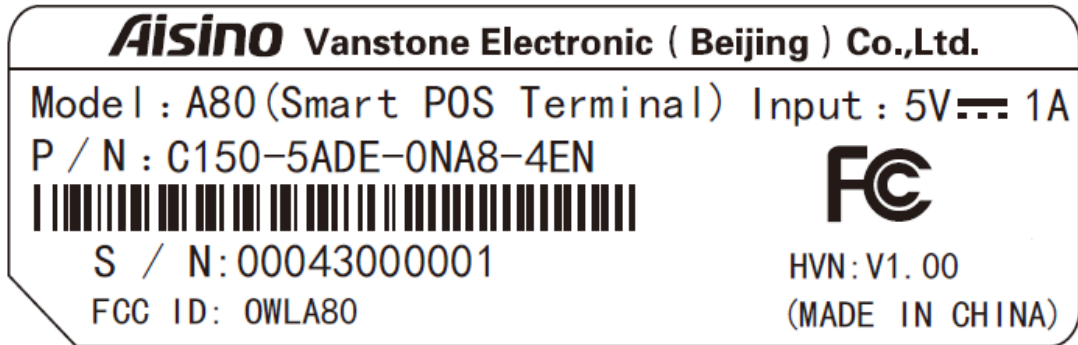 Aisino Vanstone Electronic ( Beijing ) Co.,Ltd.
Model : A80 (Smart POS Terminal) Input : 5V 1A
P / N : C150-5ADE-0NA8-4EN
FC
S / N:00043000001
HVN:V1.00
FCC ID: OWLA80
(MADE IN CHINA)